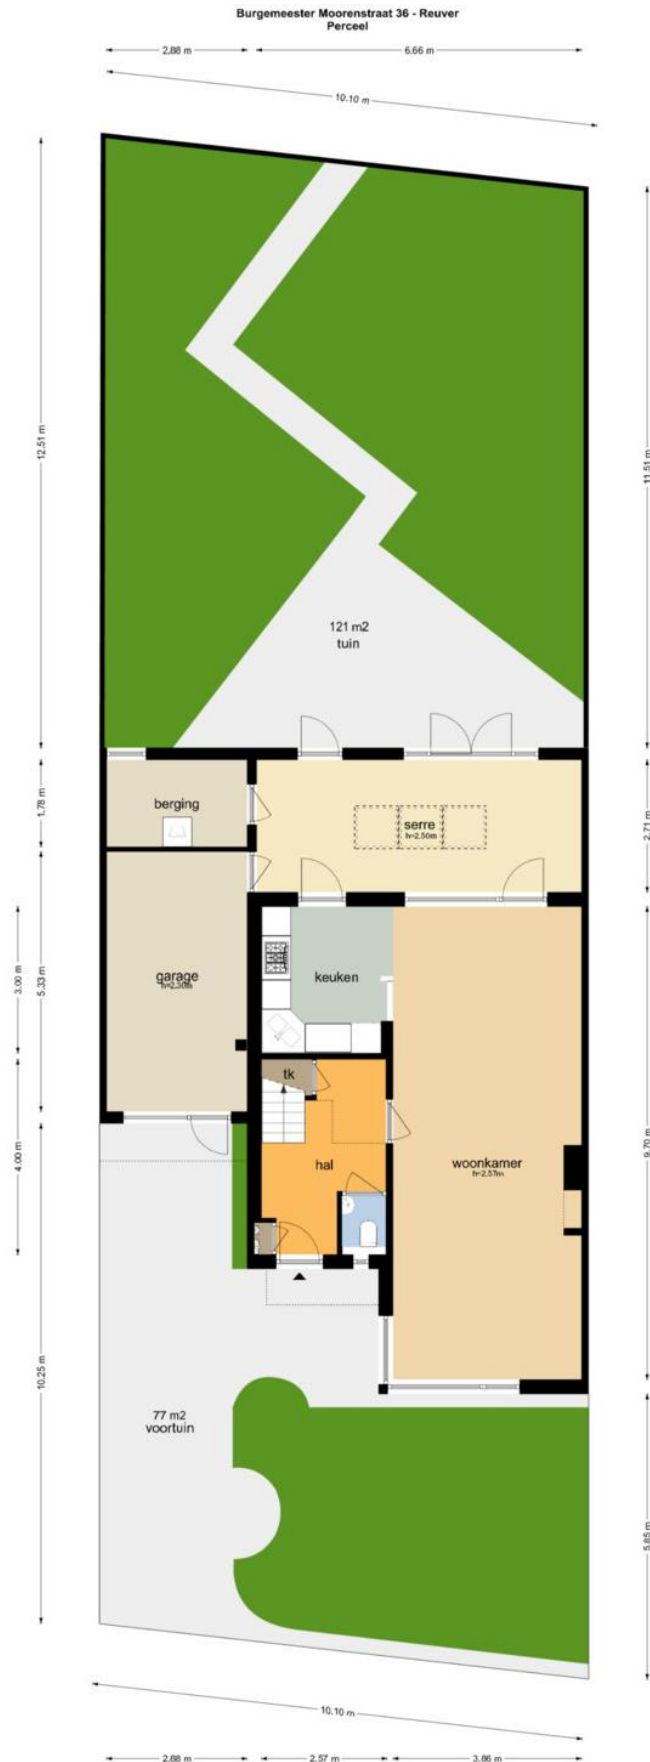 Burgemeester Moorenstraat 36 - Reuver
Perceel
2.88 m
6.66 m
10.10 m
12.51 m
11.51 m
121 m2
tuin
1.78 m
berging
serre
h=2.50m
2.71 m
5.33 m
3.00 m
garage
h=2.30m
keuken
4.00 m
tk
hal
woonkamer
h=2.57m
9.70 m
10.25 m
77 m2
voortuin
5.85 m
10.10 m
2.88 m
2.57 m
3.86 m